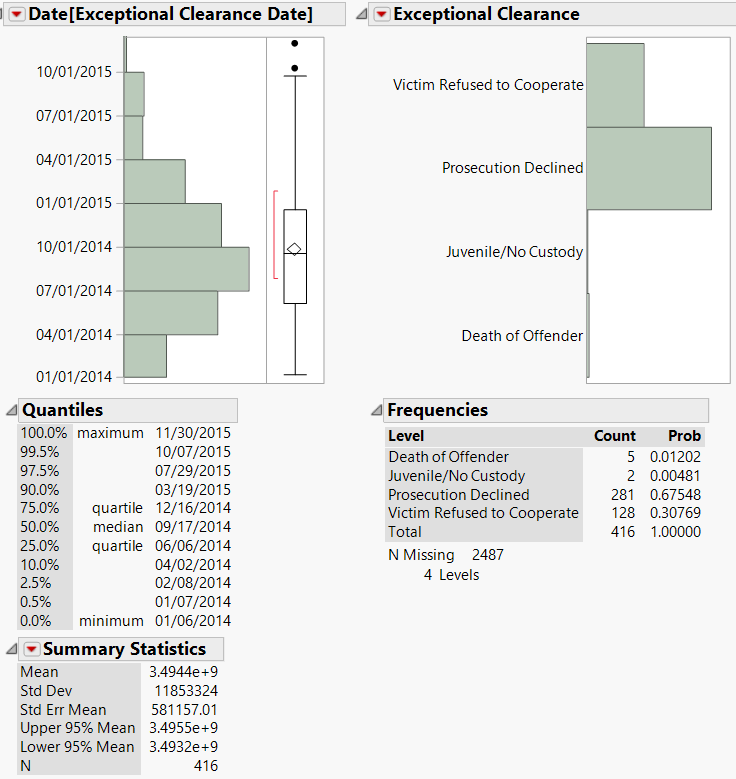 Date[Exceptional Clearance Date]
10/01/2015
07/01/2015
04/01/2015
01/01/2015
10/01/2014
07/01/2014
04/01/2014
01/01/2014
Quantiles
100.0% maximum 11/30/2015
99.5% 10/07/2015
97.5% 07/29/2015
90.0% 03/19/2015
75.0% quartile 12/16/2014
50.0% median 09/17/2014
25.0% quartile 06/06/2014
10.0% 04/02/2014
2.5% 02/08/2014
0.5% 01/07/2014
0.0% minimum 01/06/2014
Summary Statistics
Mean 3.4944e+9
Std Dev 11853324
Std Err Mean 581157.01
Upper 95% Mean 3.4955e+9
Lower 95% Mean 3.4932e+9
N 416
Exceptional Clearance
Victim Refused to Cooperate
Prosecution Declined
Juvenile/No Custody
Death of Offender
Frequencies
Level Count Prob
Death of Offender 5 0.01202
Juvenile/No Custody 2 0.00481
Prosecution Declined 281 0.67548
Victim Refused to Cooperate 128 0.30769
Total 416 1.00000
N Missing 2487
4 Levels